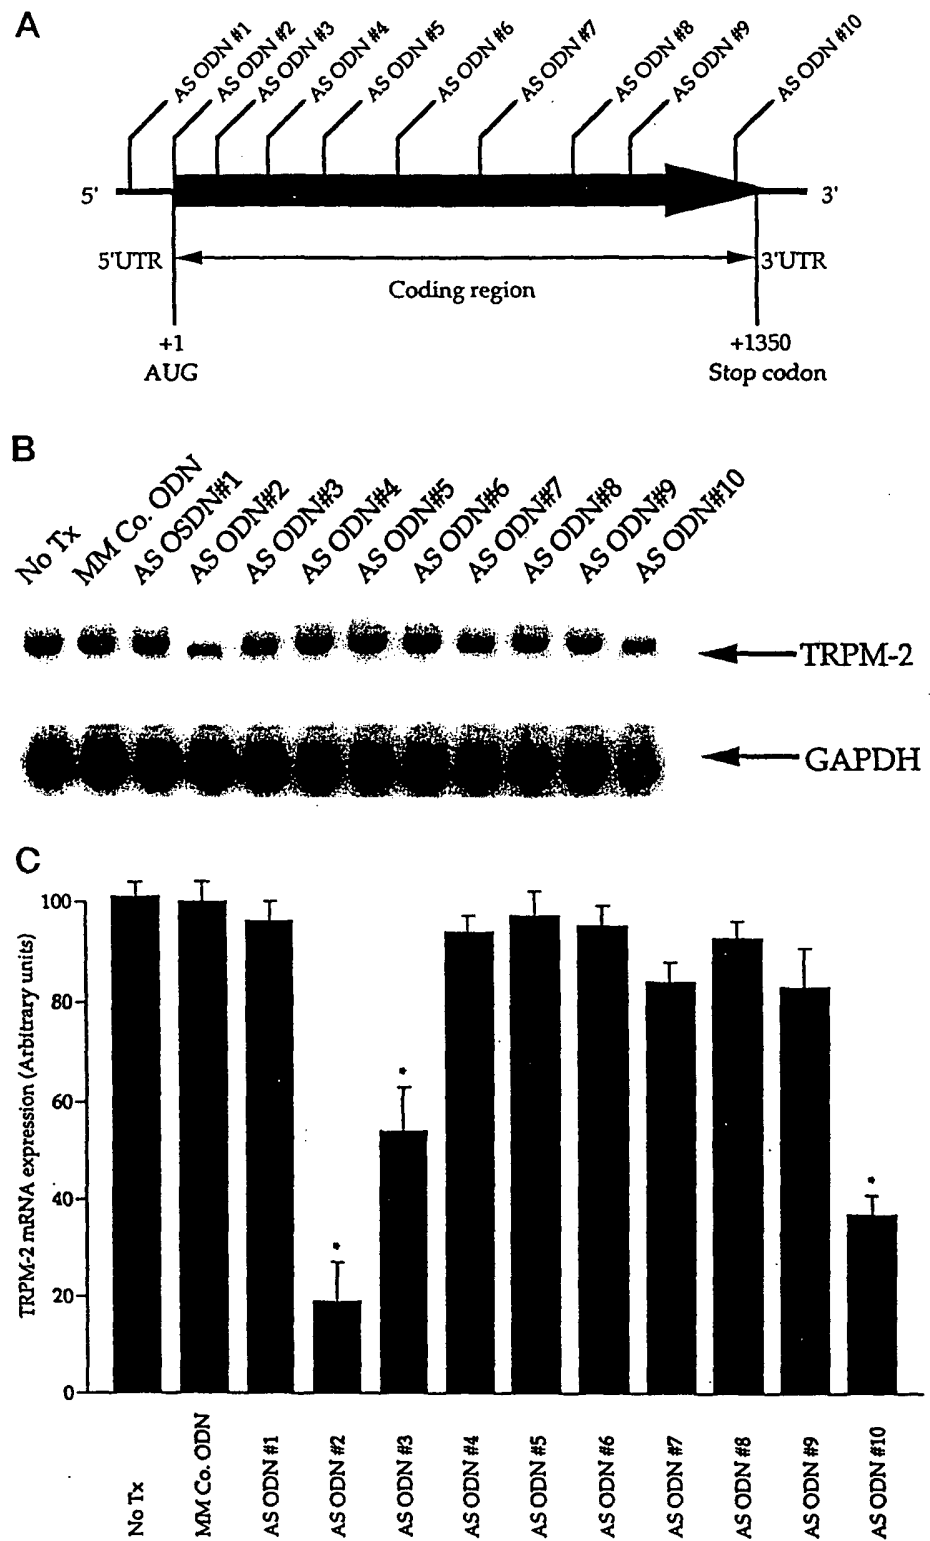 A
AS ODN #1
AS ODN #2
AS ODN #3
AS ODN #4
AS ODN #5
AS ODN #6
AS ODN #7
AS ODN #8
AS ODN #9
AS ODN #10
5'
3'
5'UTR
3'UTR
Coding region
+1
AUG
+1350
Stop codon
B
No Tx
MM Co. ODN
AS OSDN#1
AS ODN#2
AS ODN#3
AS ODN#4
AS ODN#5
AS ODN#6
AS ODN#7
AS ODN#8
AS ODN#9
AS ODN#10
TRPM-2
GAPDH
C
TRPM-2 mRNA expression (Arbitrary units)
100
80
60
40
20
0
*
*
*
No Tx
MM Co. ODN
AS ODN #1
AS ODN #2
AS ODN #3
AS ODN #4
AS ODN #5
AS ODN #6
AS ODN #7
AS ODN #8
AS ODN #9
AS ODN #10